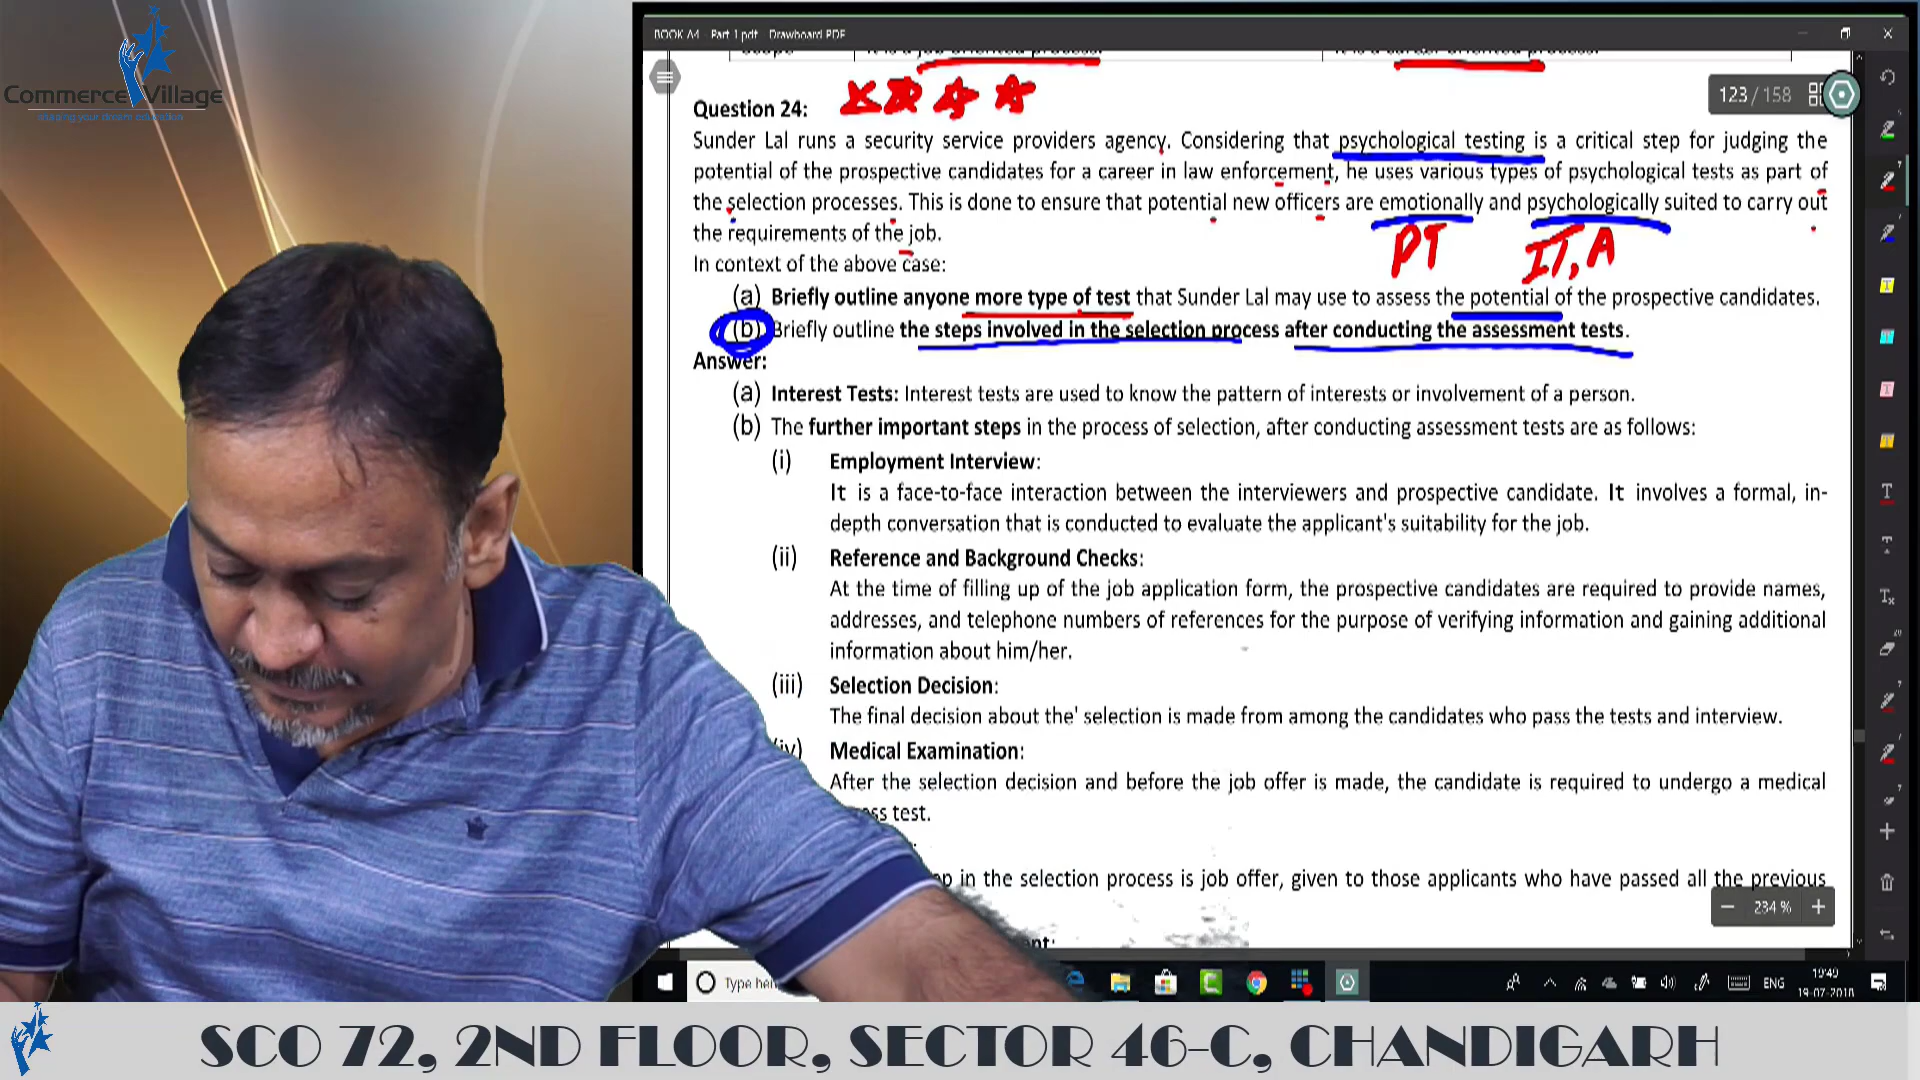 Commerce Village
BOOK A4 - Part 1.pdf - Drawboard PDF
Question 24:
123 / 158
Sunder Lal runs a security service providers agency. Considering that psychological testing is a critical step for judging the
potential of the prospective candidates for a career in law enforcement, he uses various types of psychological tests as part of
the selection processes. This is done to ensure that potential new officers are emotionally and psychologically suited to carry out
the requirements of the job.
PT IT, A
In context of the above case:
(a) Briefly outline anyone more type of test that Sunder Lal may use to assess the potential of the prospective candidates.
(b) Briefly outline the steps involved in the selection process after conducting the assessment tests.
Answer:
(a) Interest Tests: Interest tests are used to know the pattern of interests or involvement of a person.
(b) The further important steps in the process of selection, after conducting assessment tests are as follows:
(i) Employment Interview:
It is a face-to-face interaction between the interviewers and prospective candidate. It involves a formal, in-
depth conversation that is conducted to evaluate the applicant's suitability for the job.
(ii) Reference and Background Checks:
At the time of filling up of the job application form, the prospective candidates are required to provide names,
addresses, and telephone numbers of references for the purpose of verifying information and gaining additional
information about him/her.
(iii) Selection Decision:
The final decision about the' selection is made from among the candidates who pass the tests and interview.
(iv) Medical Examination:
After the selection decision and before the job offer is made, the candidate is required to undergo a medical
test.
in the selection process is job offer, given to those applicants who have passed all the previous
234 %
Type
ENG
19:49
19-07-2018
SCO 72, 2ND FLOOR, SECTOR 46-C, CHANDIGARH